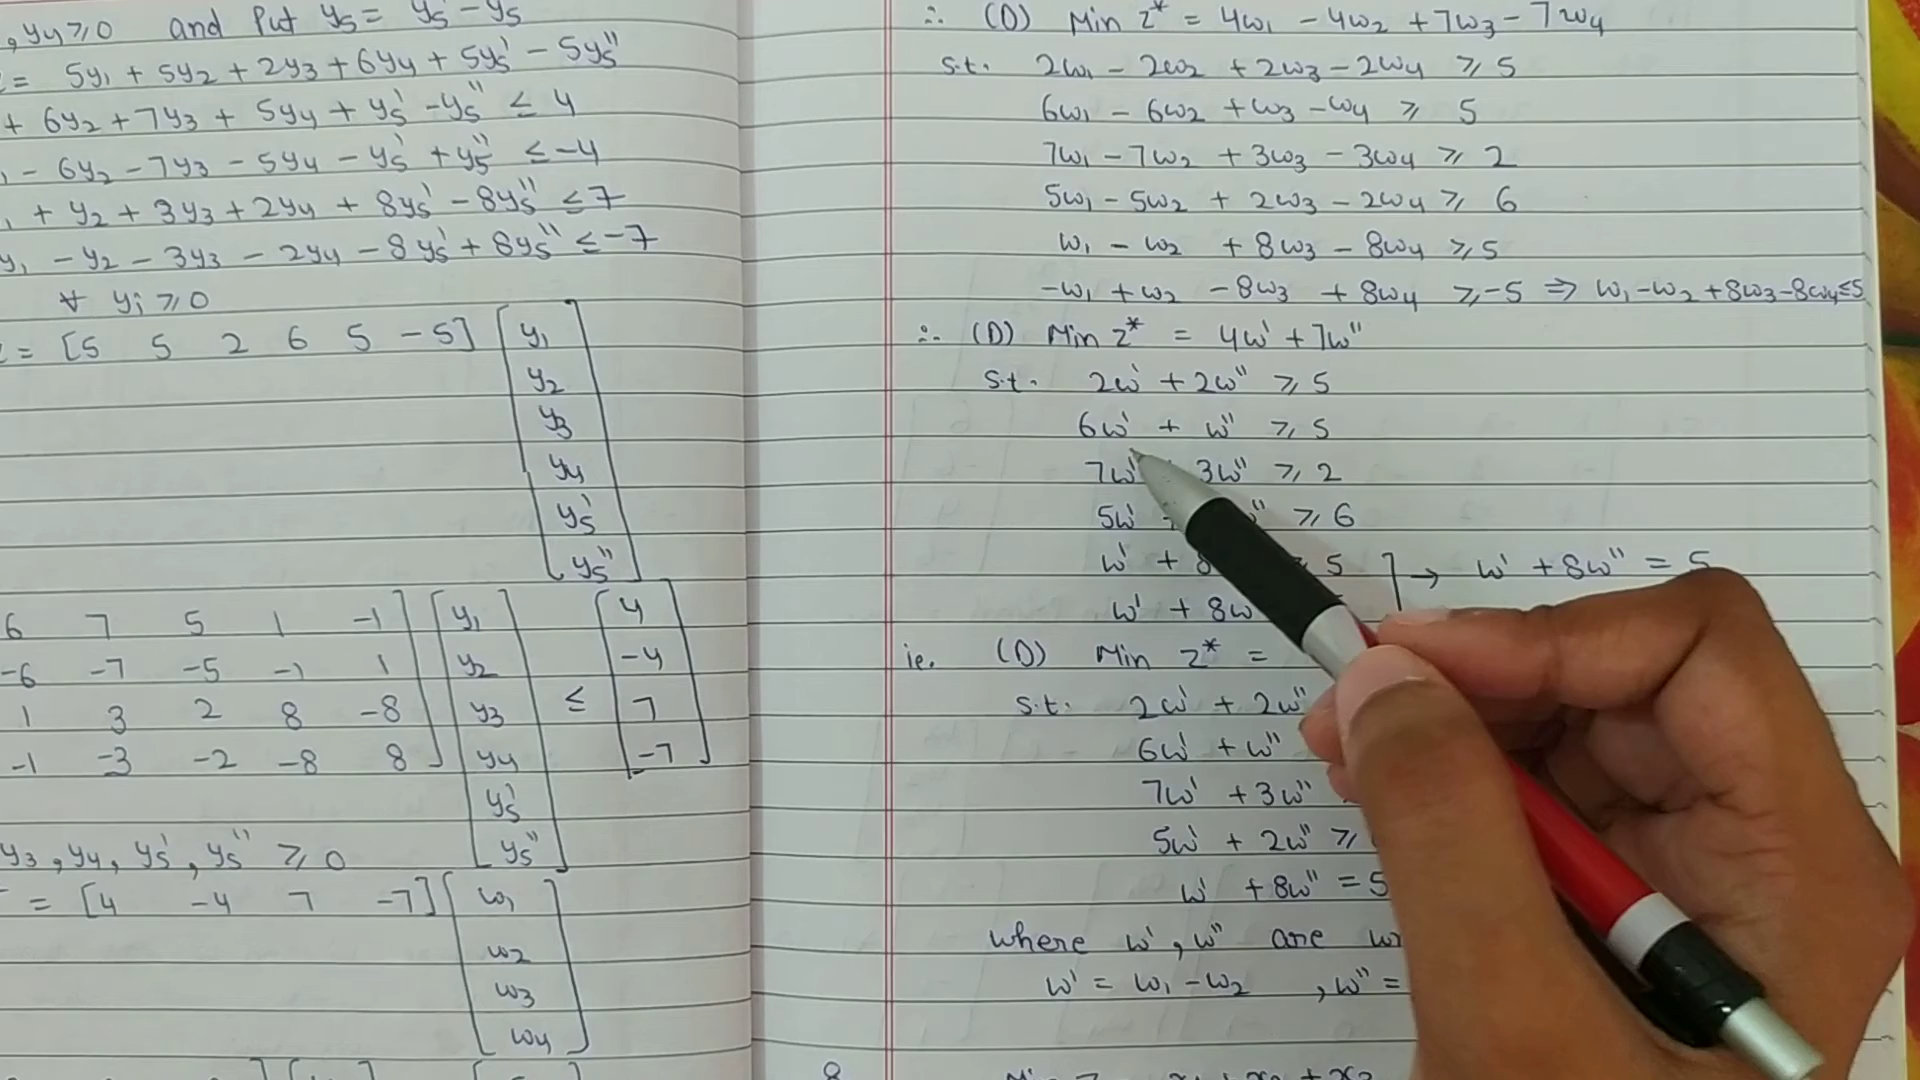 , y4 ≥ 0 and Put y5 = y5' - y5
= 5y1 + 5y2 + 2y3 + 6y4 + 5y5' - 5y5''
+ 6y2 + 7y3 + 5y4 + y5' - y5'' ≤ 4
- 6y2 - 7y3 - 5y4 - y5' + y5'' ≤ -4
+ y2 + 3y3 + 2y4 + 8y5' - 8y5'' ≤ 7
y1 - y2 - 3y3 - 2y4 - 8y5' + 8y5'' ≤ -7
∀ yi ≥ 0
= [5 5 2 6 5 -5] [y1
y2
y3
y4
y5'
y5'']
6 7 5 1 -1] [y1 ≤ [4
-6 -7 -5 -1 1 y2 -4
1 3 2 8 -8 y3 7
-1 -3 -2 -8 8] y4 -7]
y5'
y5'']
y3, y4, y5', y5'' ≥ 0
= [4 -4 7 -7] [w1
w2
w3
w4]
∴ (D) Min z* = 4w1 - 4w2 + 7w3 - 7w4
s.t. 2w1 - 2w2 + 2w3 - 2w4 ≥ 5
6w1 - 6w2 + w3 - w4 ≥ 5
7w1 - 7w2 + 3w3 - 3w4 ≥ 2
5w1 - 5w2 + 2w3 - 2w4 ≥ 6
w1 - w2 + 8w3 - 8w4 ≥ 5
-w1 + w2 - 8w3 + 8w4 ≥ -5 ⇒ w1 - w2 + 8w3 - 8w4 ≤ 5
∴ (D) Min z* = 4w' + 7w''
s.t. 2w' + 2w'' ≥ 5
6w' + w'' ≥ 5
7w' 3w'' ≥ 2
5w' ≥ 6
w' + 8 5 ] → w' + 8w'' = 5
w' + 8w
ie. (D) Min z* =
s.t. 2w' + 2w''
6w' + w''
7w' + 3w''
5w' + 2w'' ≥
w' + 8w'' = 5
where w', w'' are
w' = w1 - w2 , w'' =
8